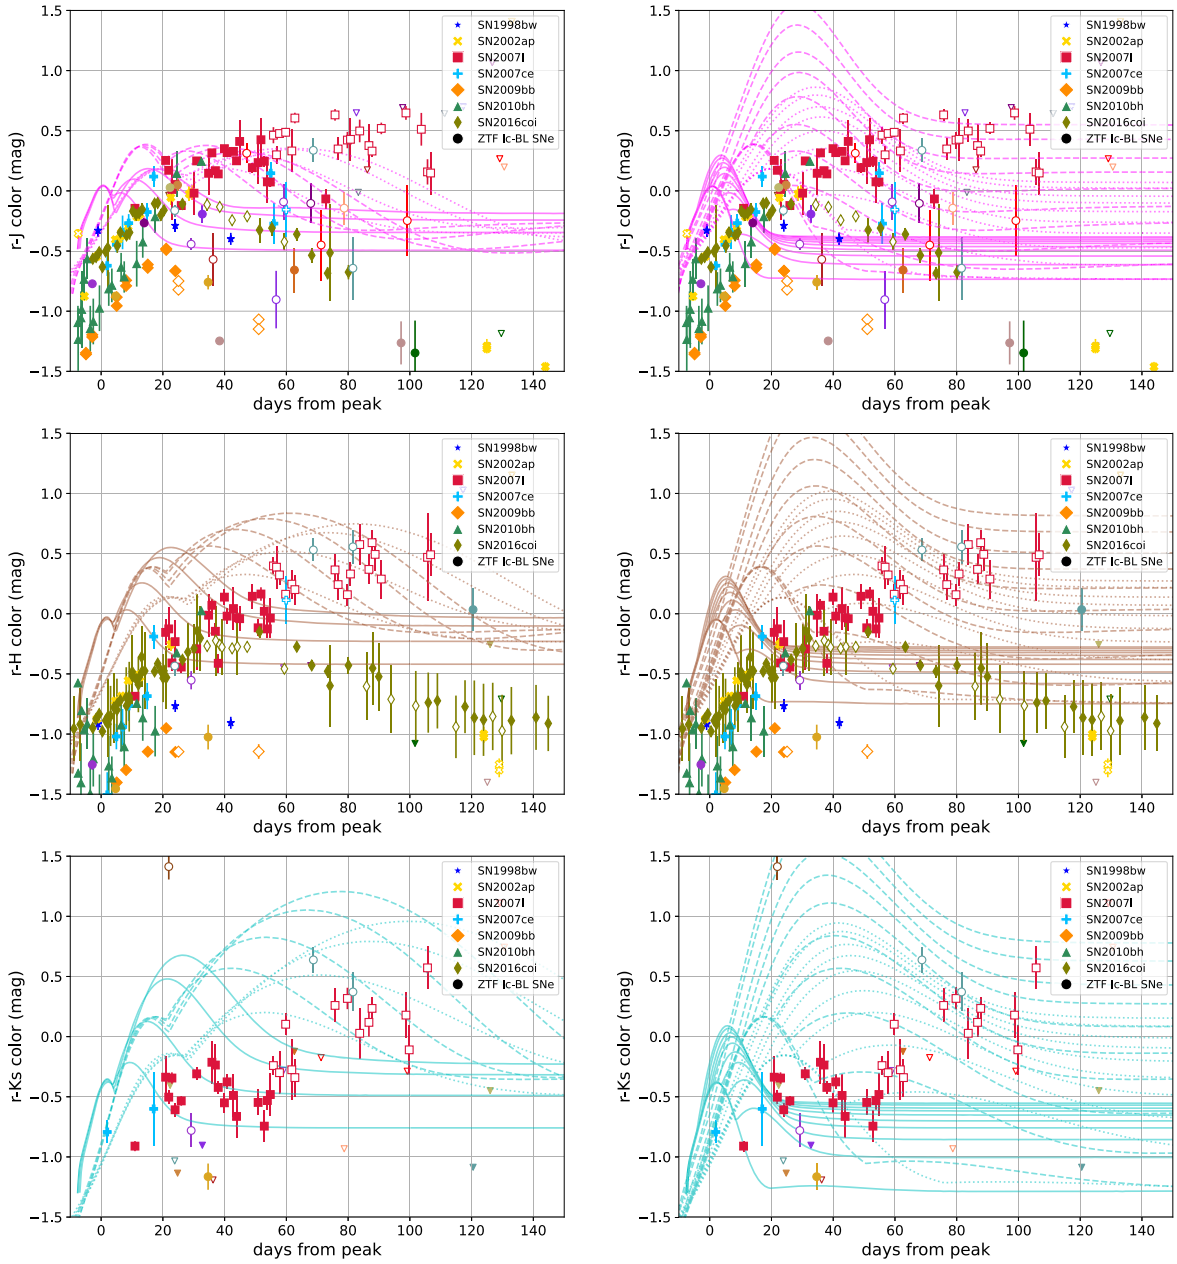 1.5
1.0
0.5
0.0
−0.5
−1.0
−1.5
r-J color (mag)
0 20 40 60 80 100 120 140
days from peak
SN1998bw
SN2002ap
SN2007I
SN2007ce
SN2009bb
SN2010bh
SN2016coi
ZTF Ic-BL SNe
1.5
1.0
0.5
0.0
−0.5
−1.0
−1.5
r-J color (mag)
0 20 40 60 80 100 120 140
days from peak
SN1998bw
SN2002ap
SN2007I
SN2007ce
SN2009bb
SN2010bh
SN2016coi
ZTF Ic-BL SNe
1.5
1.0
0.5
0.0
−0.5
−1.0
−1.5
r-H color (mag)
0 20 40 60 80 100 120 140
days from peak
SN1998bw
SN2002ap
SN2007I
SN2007ce
SN2009bb
SN2010bh
SN2016coi
ZTF Ic-BL SNe
1.5
1.0
0.5
0.0
−0.5
−1.0
−1.5
r-H color (mag)
0 20 40 60 80 100 120 140
days from peak
SN1998bw
SN2002ap
SN2007I
SN2007ce
SN2009bb
SN2010bh
SN2016coi
ZTF Ic-BL SNe
1.5
1.0
0.5
0.0
−0.5
−1.0
−1.5
r-Ks color (mag)
0 20 40 60 80 100 120 140
days from peak
SN1998bw
SN2002ap
SN2007I
SN2007ce
SN2009bb
SN2010bh
SN2016coi
ZTF Ic-BL SNe
1.5
1.0
0.5
0.0
−0.5
−1.0
−1.5
r-Ks color (mag)
0 20 40 60 80 100 120 140
days from peak
SN1998bw
SN2002ap
SN2007I
SN2007ce
SN2009bb
SN2010bh
SN2016coi
ZTF Ic-BL SNe